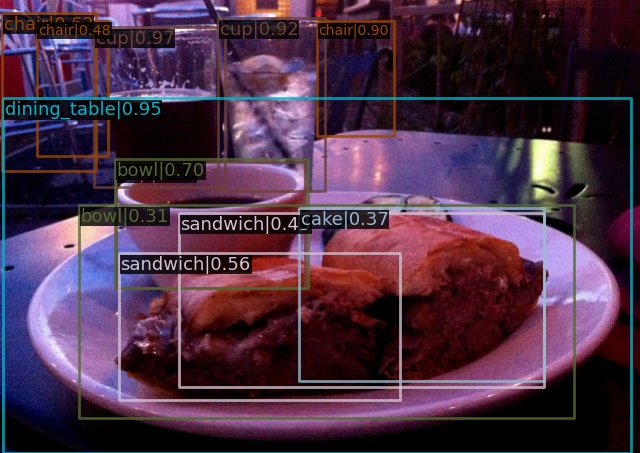 chair|0.62
chair|0.48
cup|0.97
cup|0.92
chair|0.90
dining_table|0.95
bowl|0.70
bowl|0.31
sandwich|0.4
cake|0.37
sandwich|0.56